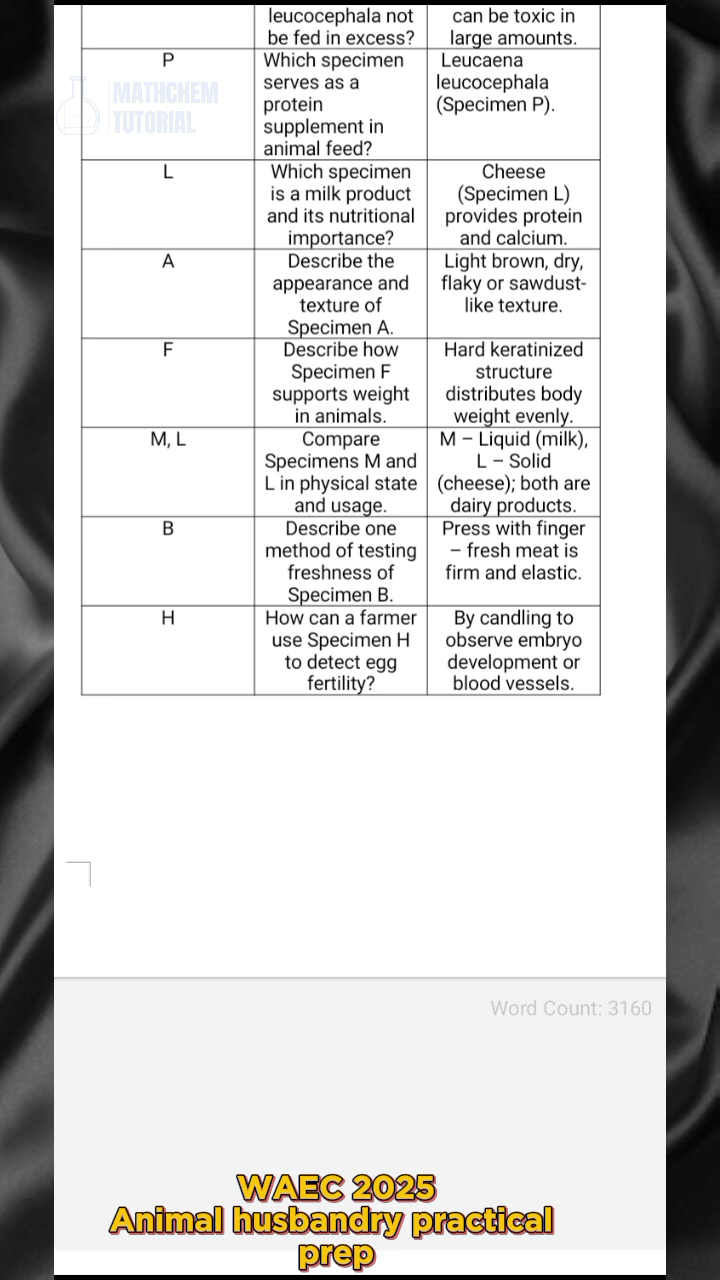 leucocephala not
be fed in excess?
can be toxic in
large amounts.
P
Which specimen
serves as a
protein
supplement in
animal feed?
Leucaena
leucocephala
(Specimen P).
MATHCHEM
TUTORIAL
L
Which specimen
is a milk product
and its nutritional
importance?
Cheese
(Specimen L)
provides protein
and calcium.
A
Describe the
appearance and
texture of
Specimen A.
Light brown, dry,
flaky or sawdust-
like texture.
F
Describe how
Specimen F
supports weight
in animals.
Hard keratinized
structure
distributes body
weight evenly.
M, L
Compare
Specimens M and
L in physical state
and usage.
M – Liquid (milk),
L – Solid
(cheese); both are
dairy products.
B
Describe one
method of testing
freshness of
Specimen B.
Press with finger
– fresh meat is
firm and elastic.
H
How can a farmer
use Specimen H
to detect egg
fertility?
By candling to
observe embryo
development or
blood vessels.
Word Count: 3160
WAEC 2025
Animal husbandry practical
prep